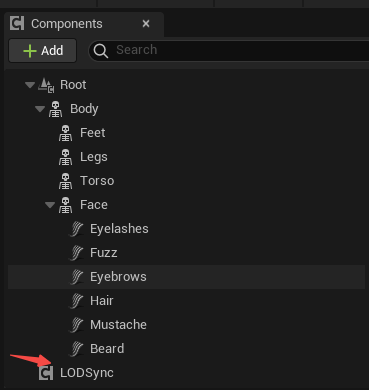 Components
Add
Search
Root
Body
Feet
Legs
Torso
Face
Eyelashes
Fuzz
Eyebrows
Hair
Mustache
Beard
LODSync